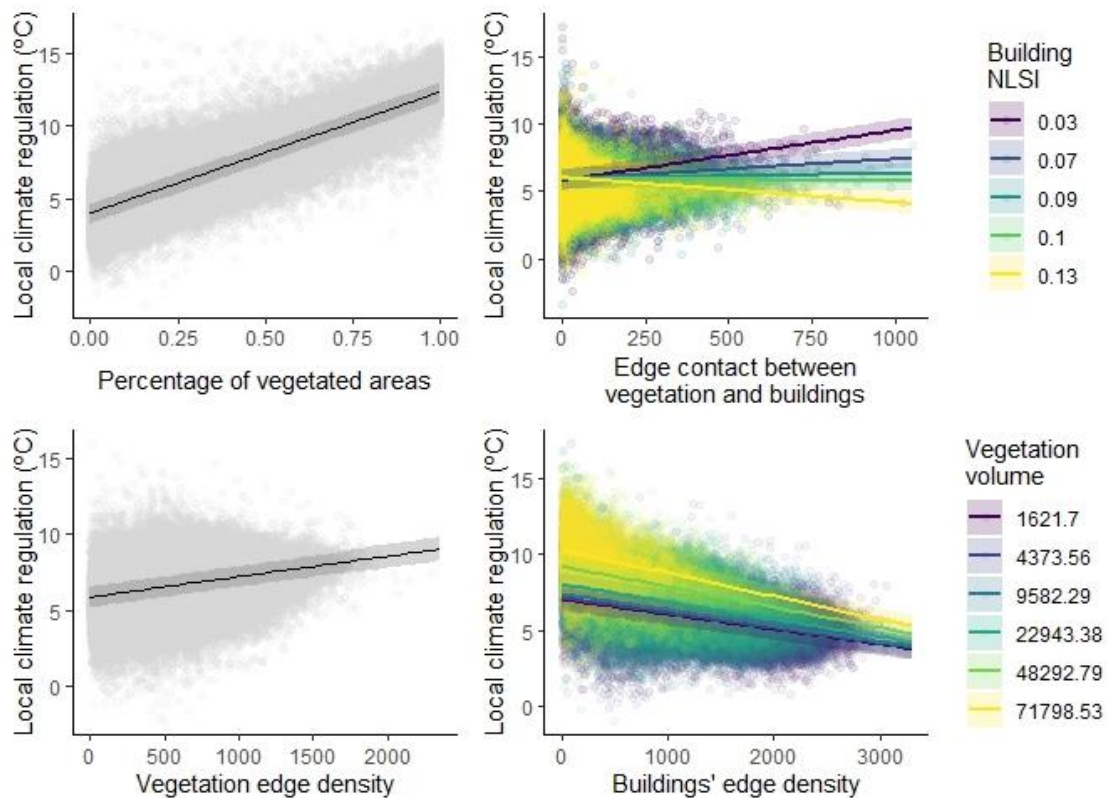 Local climate regulation (ºC)
15
10
5
0
0.00 0.25 0.50 0.75 1.00
Percentage of vegetated areas
Local climate regulation (ºC)
15
10
5
0
0 250 500 750 1000
Edge contact between
vegetation and buildings
Building
NLSI
0.03
0.07
0.09
0.1
0.13
Local climate regulation (ºC)
15
10
5
0
0 500 1000 1500 2000
Vegetation edge density
Local climate regulation (ºC)
15
10
5
0
0 1000 2000 3000
Buildings' edge density
Vegetation
volume
1621.7
4373.56
9582.29
22943.38
48292.79
71798.53